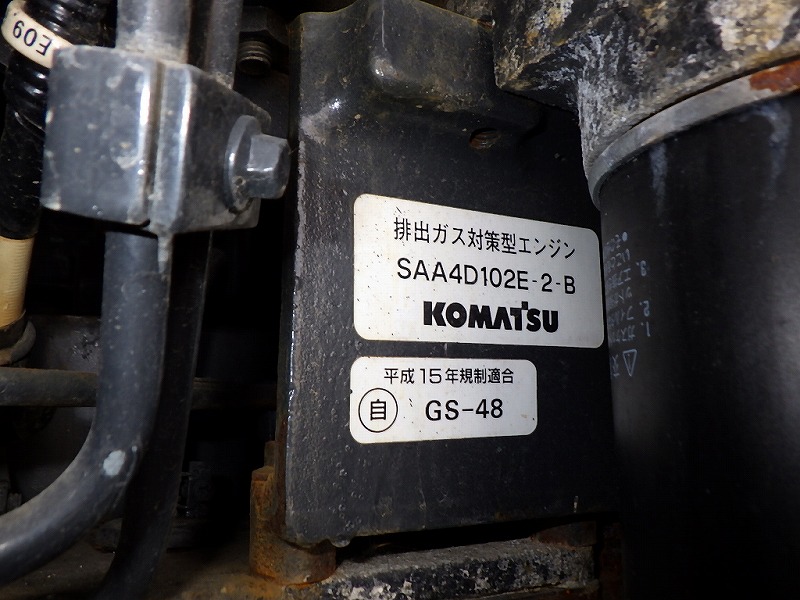 E09
排出ガス対策型エンジン
SAA4D102E-2-B
KOMATSU
平成15年規制適合
自 GS-48